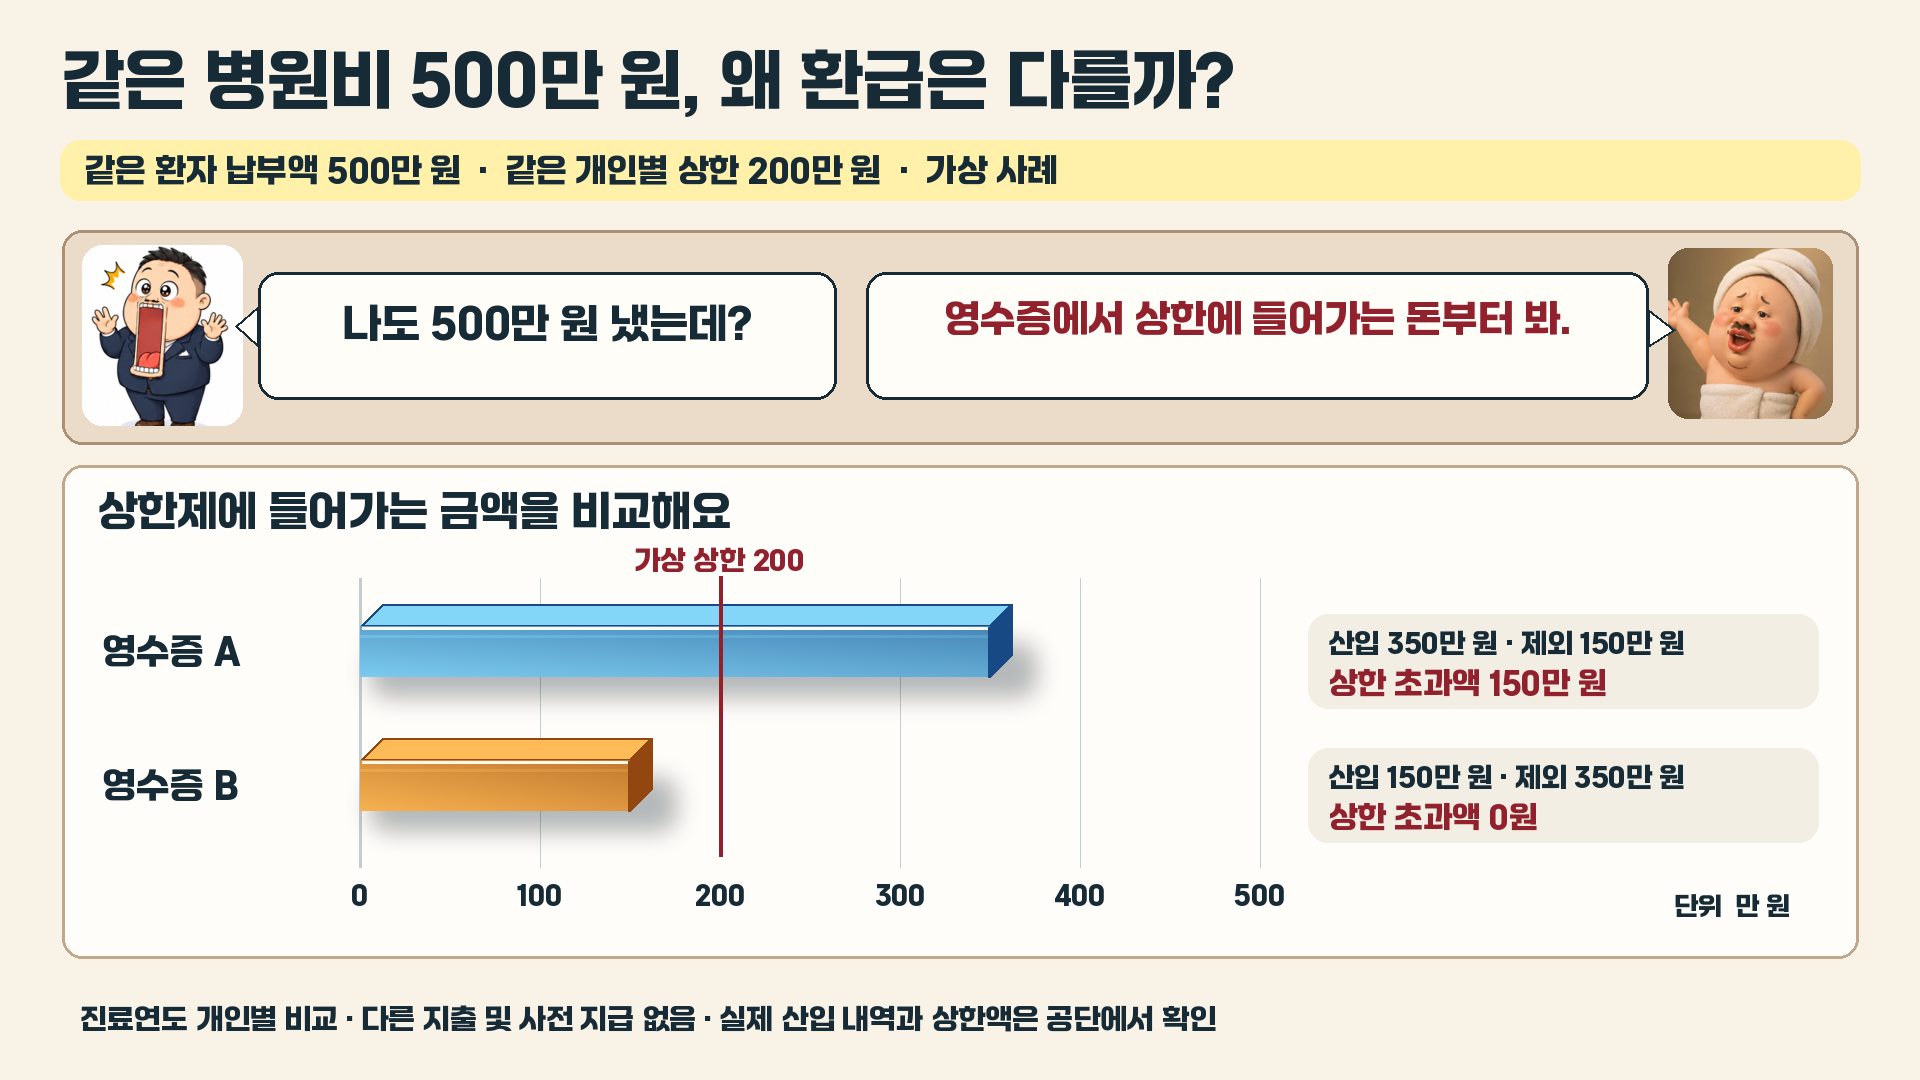 같은 병원비 500만 원, 왜 환급은 다를까?
같은 환자 납부액 500만 원 · 같은 개인별 상한 200만 원 · 가상 사례
나도 500만 원 냈는데?
영수증에서 상한에 들어가는 돈부터 봐.
상한제에 들어가는 금액을 비교해요
가상 상한 200
영수증 A
산입 350만 원 · 제외 150만 원
상한 초과액 150만 원
영수증 B
산입 150만 원 · 제외 350만 원
상한 초과액 0원
0 100 200 300 400 500
단위 만 원
진료연도 개인별 비교 · 다른 지출 및 사전 지급 없음 · 실제 산입 내역과 상한액은 공단에서 확인